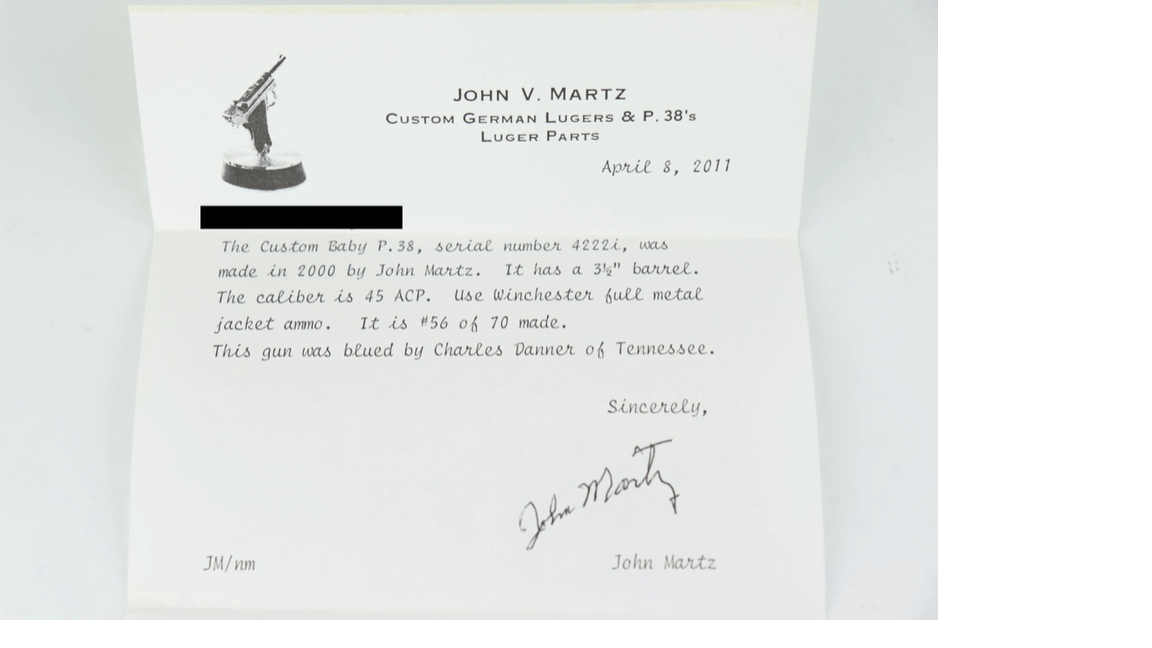 JOHN V. MARTZ
CUSTOM GERMAN LUGERS & P.38's
LUGER PARTS
April 8, 2011
The Custom Baby P.38, serial number 4222i, was
made in 2000 by John Martz. It has a 3½" barrel.
The caliber is 45 ACP. Use Winchester full metal
jacket ammo. It is #56 of 70 made.
This gun was blued by Charles Danner of Tennessee.
Sincerely,
John Martz
JM/nm John Martz